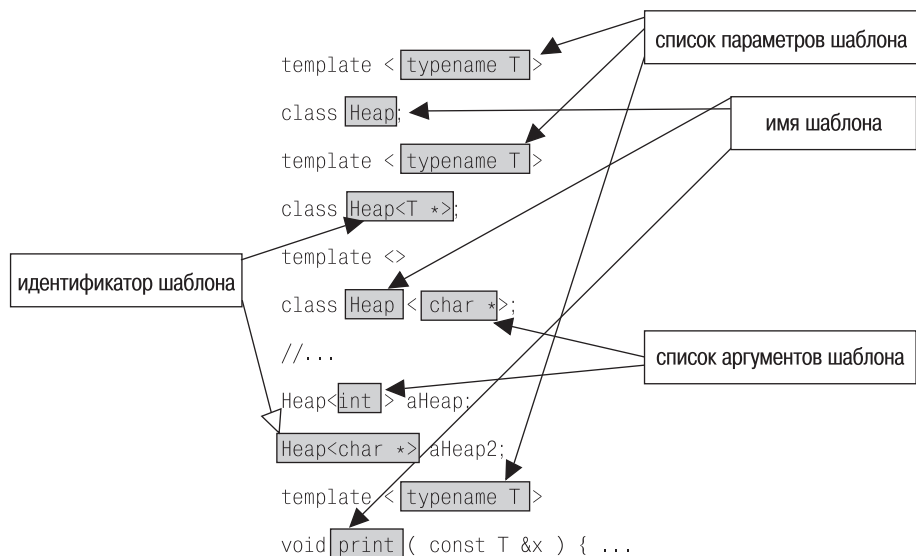 список параметров шаблона
template < typename T >
class Heap;
имя шаблона
template < typename T >
class Heap<T *>;
template <>
идентификатор шаблона
class Heap < char *>;
//...
список аргументов шаблона
Heap<int > aHeap;
Heap<char *> aHeap2;
template < typename T >
void print ( const T &x ) { ...